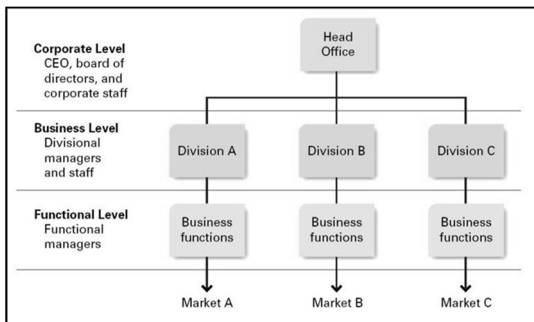 Corporate Level
CEO, board of
directors, and
corporate staff
Head
Office
Business Level
Divisional
managers
and staff
Division A
Division B
Division C
Functional Level
Functional
managers
Business
functions
Business
functions
Business
functions
Market A
Market B
Market C